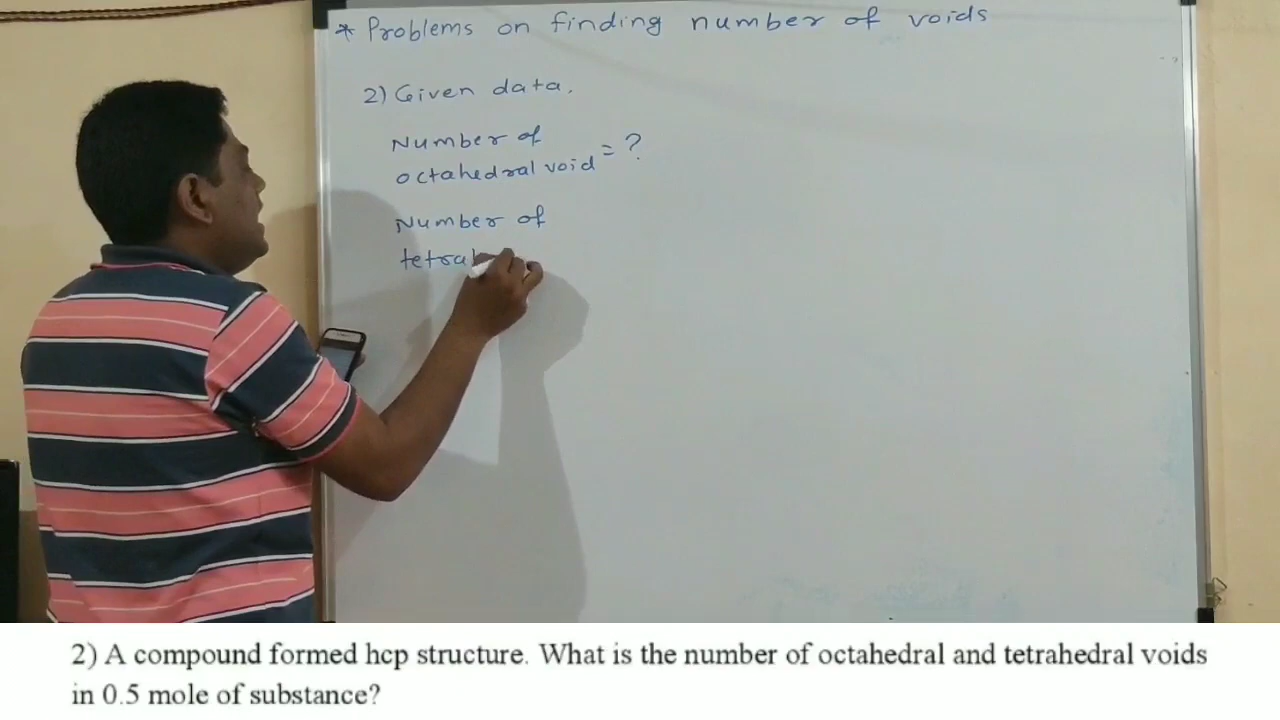 * Problems on finding number of voids
2) Given data,
Number of
octahedral void = ?
Number of
tetrah
2) A compound formed hcp structure. What is the number of octahedral and tetrahedral voids
in 0.5 mole of substance?